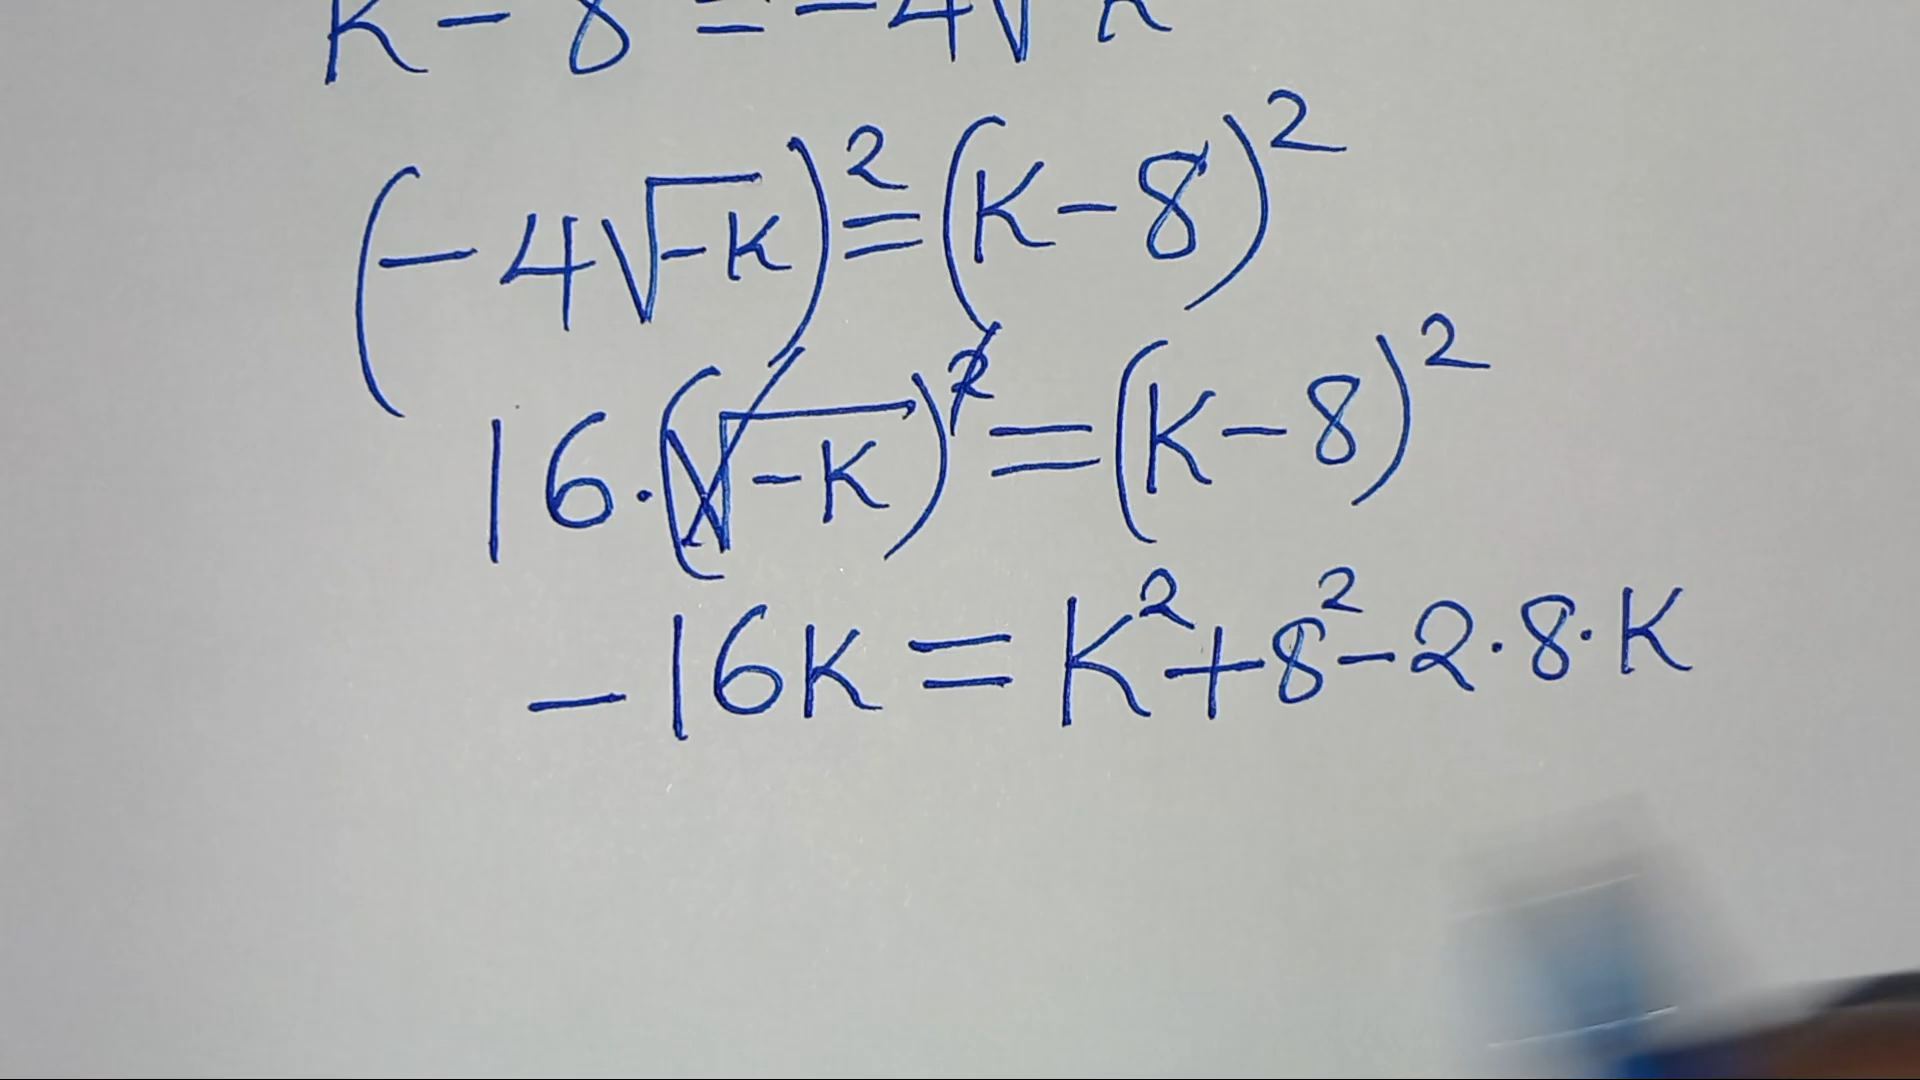 K - 8 = -4√K
(-4√-K)² = (K-8)²
16·(√-K)² = (K-8)²
-16K = K²+8²-2·8·K